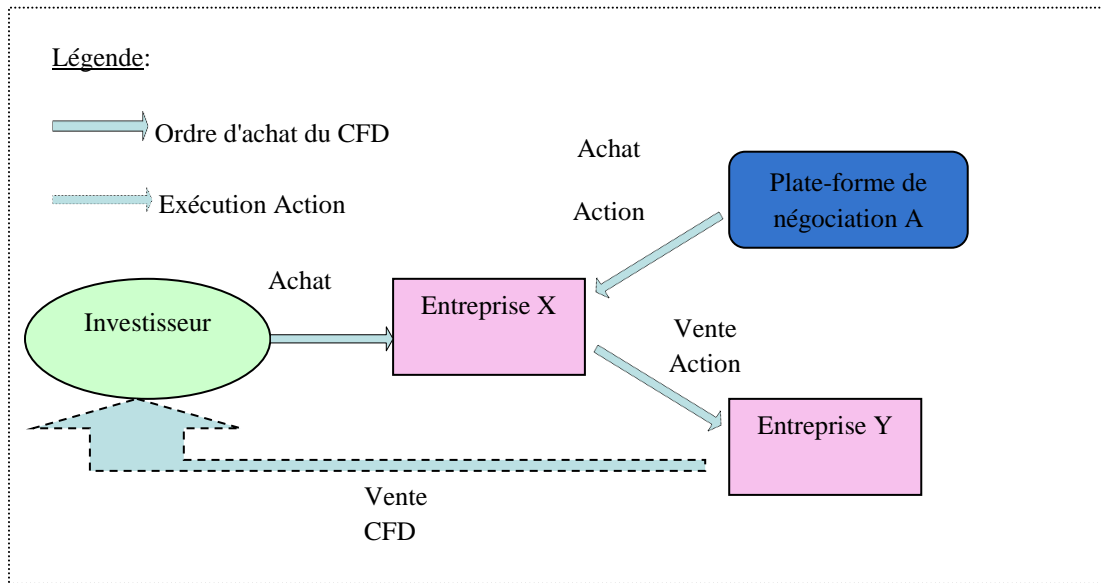 Légende:
Ordre d'achat du CFD
Exécution Action
Achat
Action
Plate-forme de
négociation A
Achat
Investisseur
Entreprise X
Vente
Action
Entreprise Y
Vente
CFD